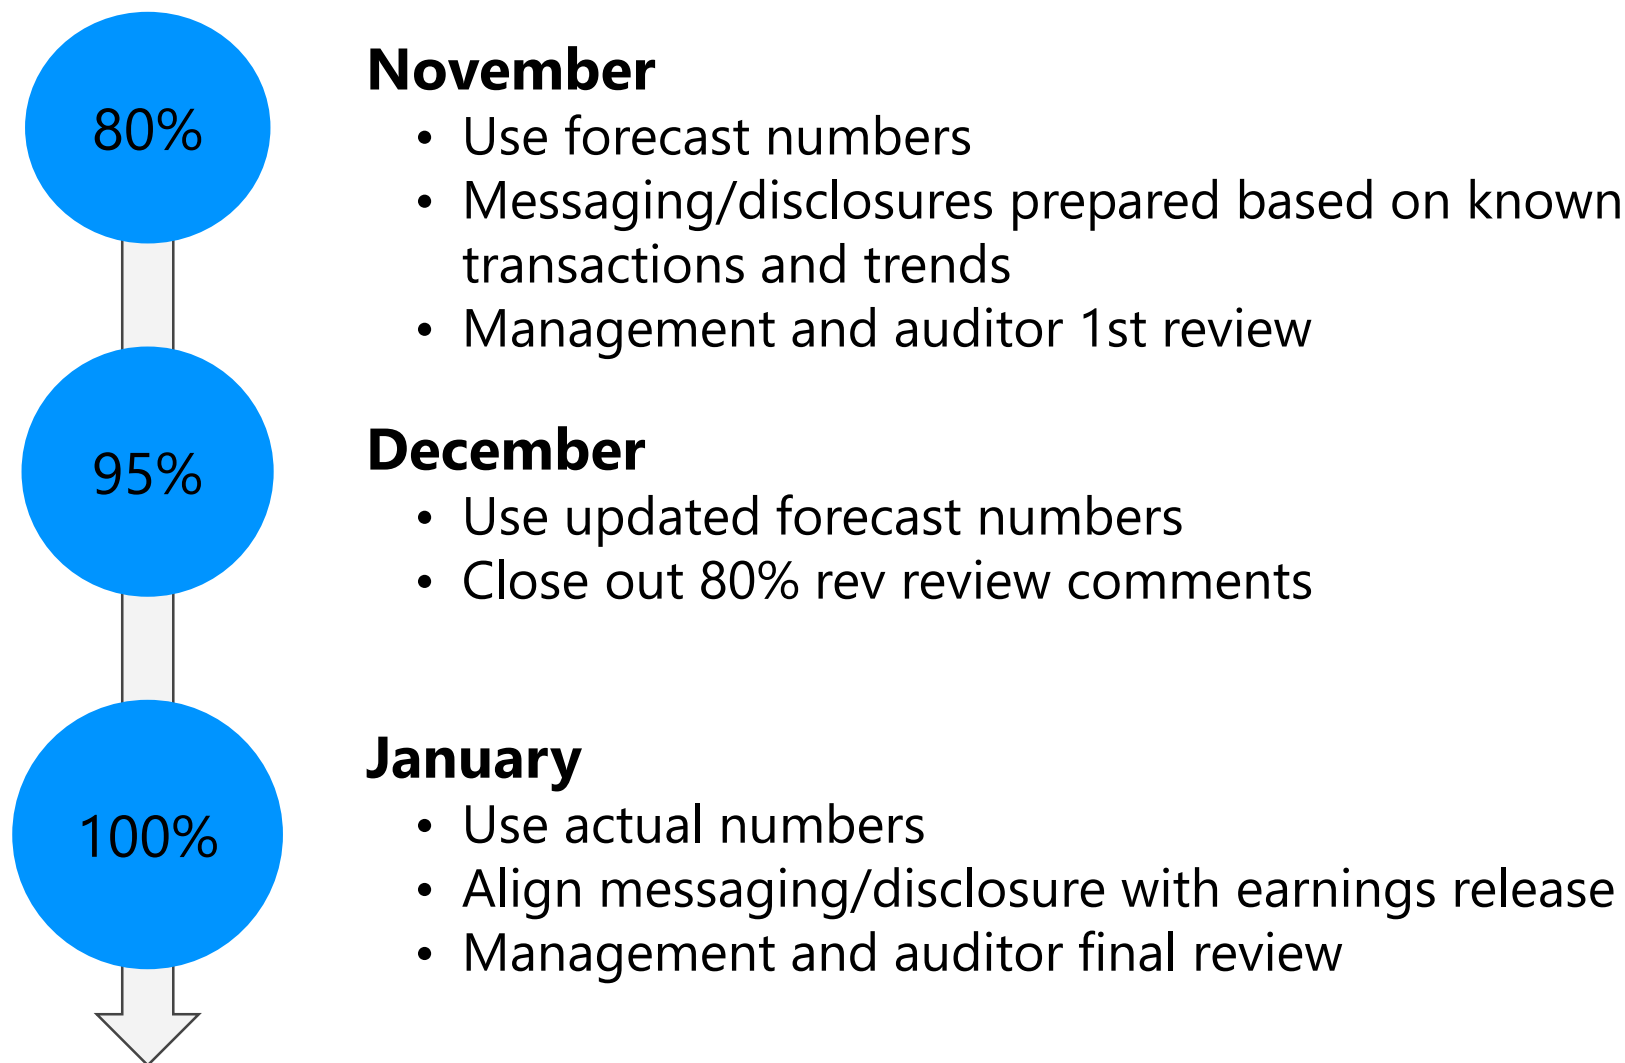 80%
November
• Use forecast numbers
• Messaging/disclosures prepared based on known
transactions and trends
• Management and auditor 1st review
95%
December
• Use updated forecast numbers
• Close out 80% rev review comments
100%
January
• Use actual numbers
• Align messaging/disclosure with earnings release
• Management and auditor final review